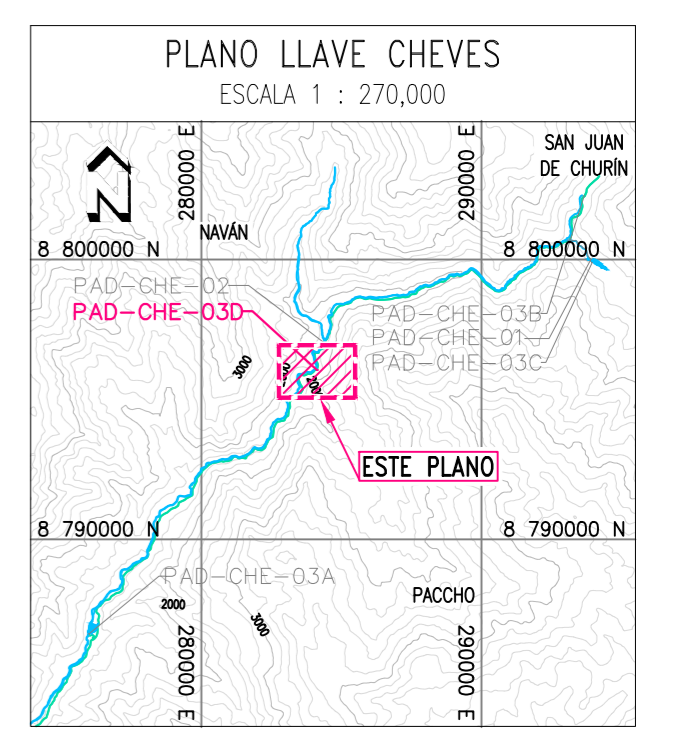 PLANO LLAVE CHEVES
ESCALA 1 : 270,000
N
280000 E
290000 E
SAN JUAN
DE CHURÍN
NAVÁN
8 800000 N
8 800000 N
PAD-CHE-02
PAD-CHE-03D
PAD-CHE-03B
PAD-CHE-01
PAD-CHE-03C
3000
ESTE PLANO
8 790000 N
8 790000 N
PAD-CHE-03A
2000
3000
PACCHO
280000 E
290000 E